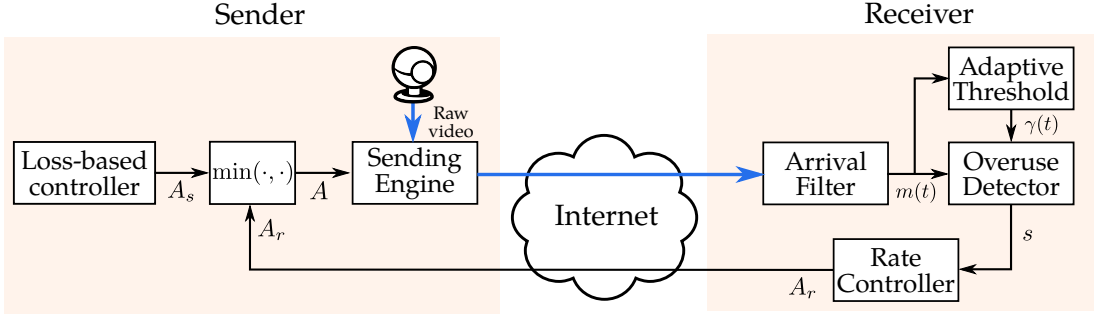 Sender
Receiver
Adaptive
Threshold
Raw
video
γ(t)
Loss-based
controller
min(·, ·)
Sending
Engine
Arrival
Filter
Overuse
Detector
A_s
A
m(t)
Internet
A_r
s
Rate
Controller
A_r